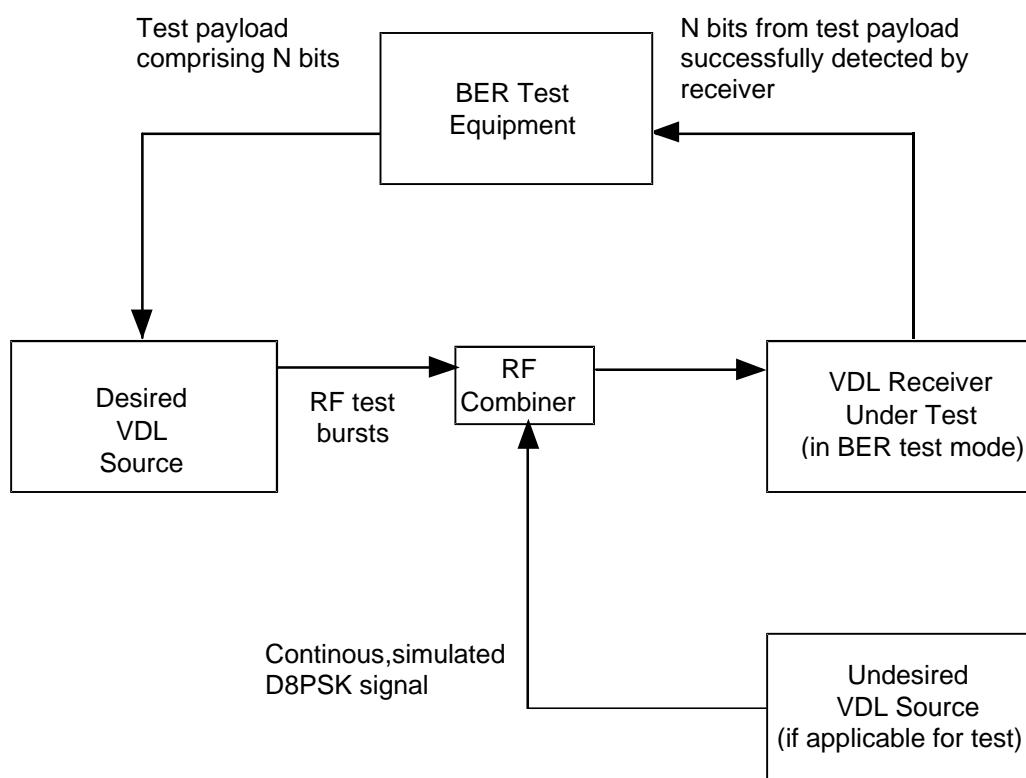 Test payload
comprising N bits
BER Test
Equipment
N bits from test payload
successfully detected by
receiver
Desired
VDL
Source
RF test
bursts
RF
Combiner
VDL Receiver
Under Test
(in BER test mode)
Continous,simulated
D8PSK signal
Undesired
VDL Source
(if applicable for test)